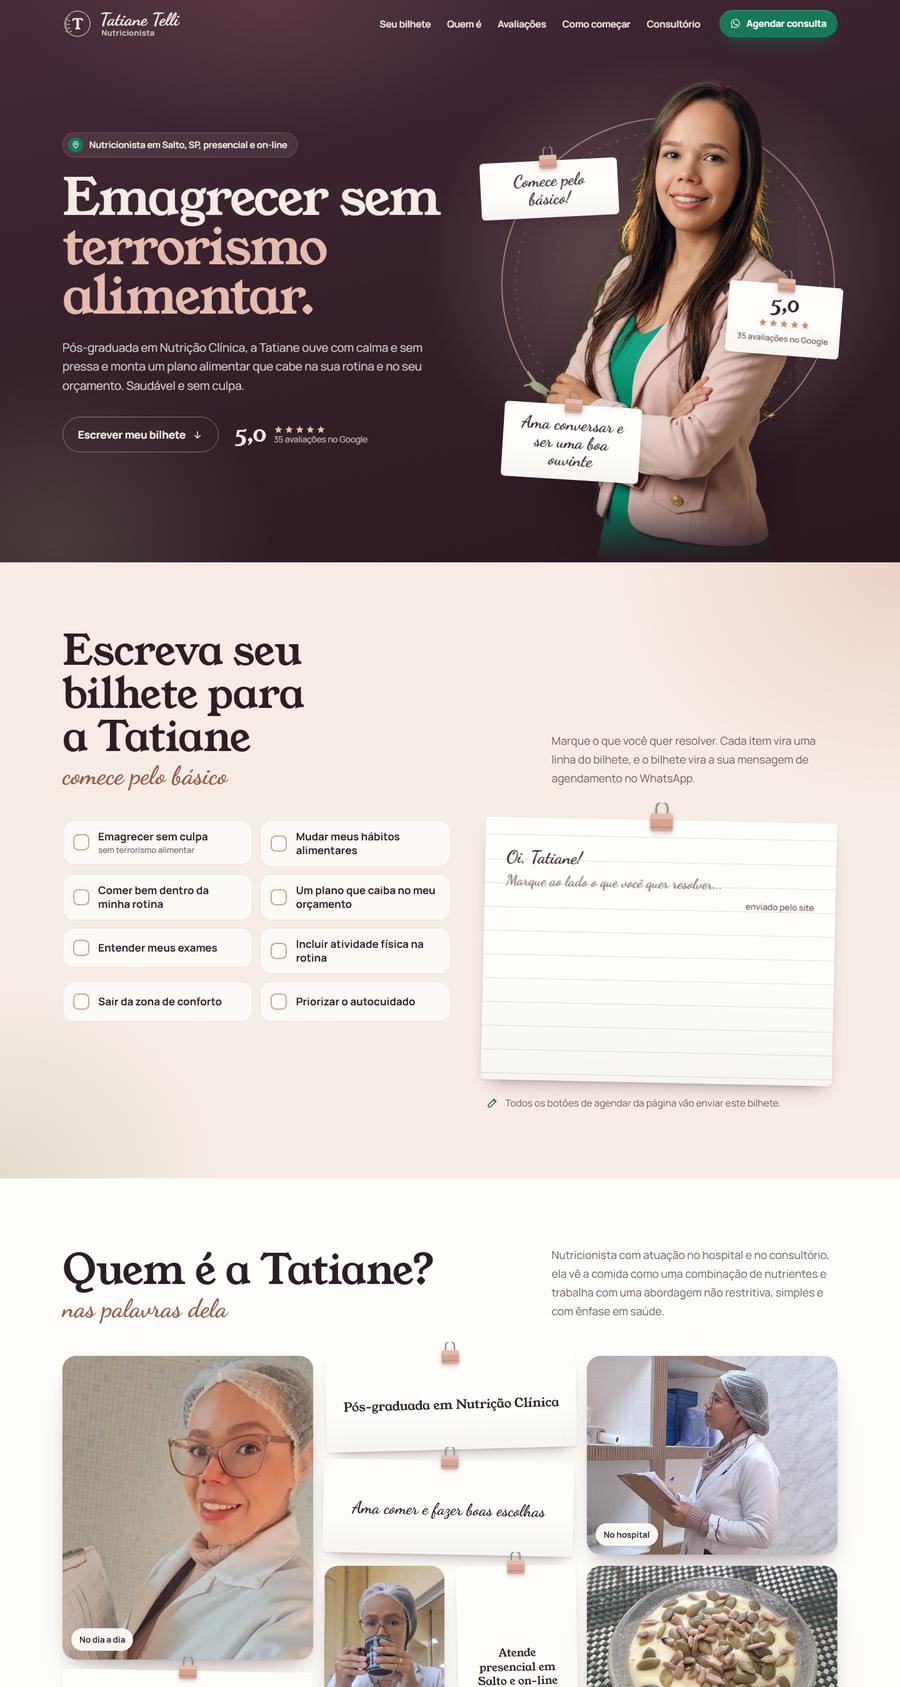 T
Tatiane Telli
Nutricionista
Seu bilhete
Quem é
Avaliações
Como começar
Consultório
Agendar consulta
Nutricionista em Salto, SP, presencial e on-line
Emagrecer sem
terrorismo
alimentar.
Pós-graduada em Nutrição Clínica, a Tatiane ouve com calma e sem
pressa e monta um plano alimentar que cabe na sua rotina e no seu
orçamento. Saudável e sem culpa.
Escrever meu bilhete ↓
5,0
★★★★★
35 avaliações no Google
Comece pelo
básico!
5,0
★★★★★
35 avaliações no Google
Ama conversar e
ser uma boa
ouvinte
Escreva seu
bilhete para
a Tatiane
comece pelo básico
Marque o que você quer resolver. Cada item vira uma
linha do bilhete, e o bilhete vira a sua mensagem de
agendamento no WhatsApp.
Emagrecer sem culpa
sem terrorismo alimentar
Mudar meus hábitos
alimentares
Comer bem dentro da
minha rotina
Um plano que caiba no meu
orçamento
Entender meus exames
Incluir atividade física na
rotina
Sair da zona de conforto
Priorizar o autocuidado
Oi, Tatiane!
Marque ao lado o que você quer resolver...
enviado pelo site
Todos os botões de agendar da página vão enviar este bilhete.
Quem é a Tatiane?
nas palavras dela
Nutricionista com atuação no hospital e no consultório,
ela vê a comida como uma combinação de nutrientes e
trabalha com uma abordagem não restritiva, simples e
com ênfase em saúde.
No dia a dia
Pós-graduada em Nutrição Clínica
Ama comer e fazer boas escolhas
No hospital
Atende
presencial em
Salto e on-line